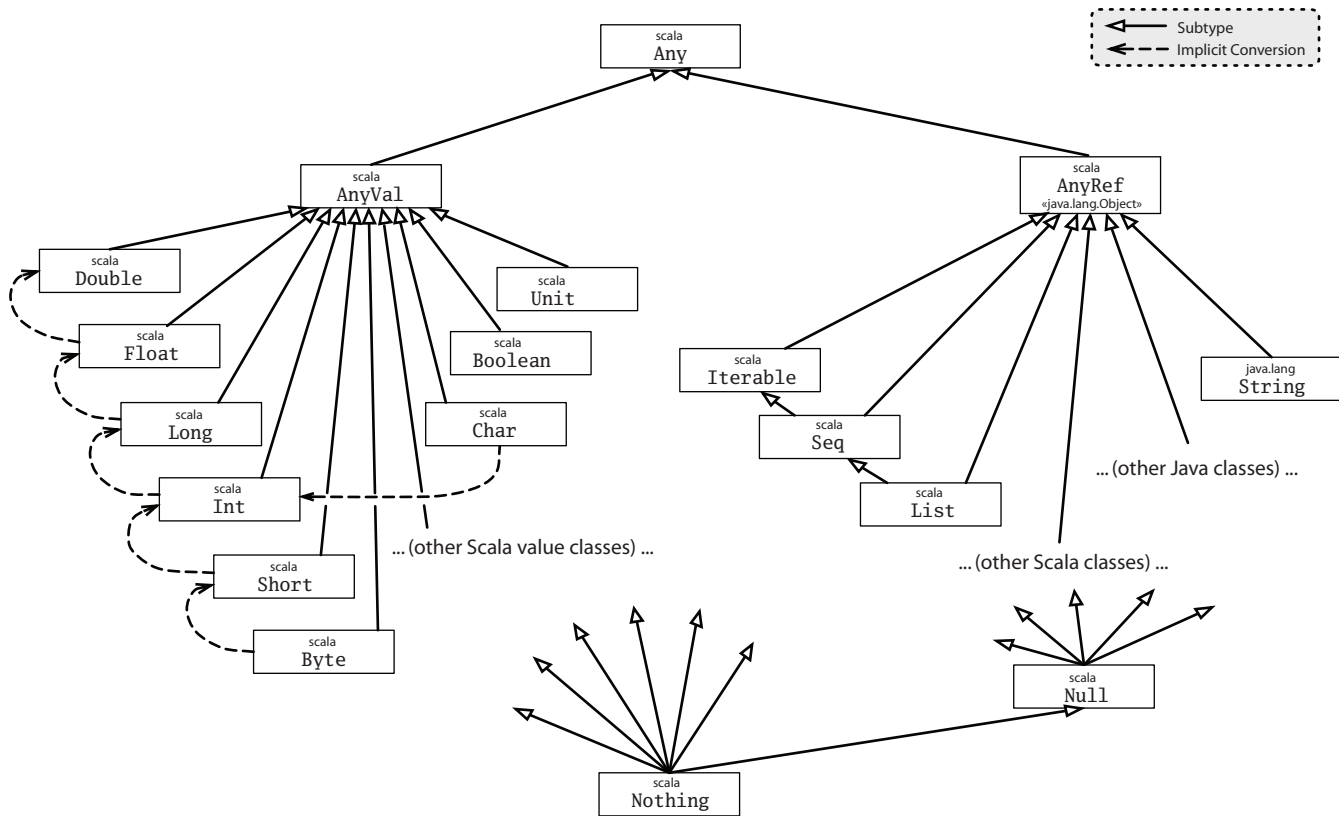 scala
Any
Subtype
Implicit Conversion
scala
AnyVal
scala
AnyRef
«java.lang.Object»
scala
Double
scala
Unit
scala
Float
scala
Boolean
scala
Iterable
java.lang
String
scala
Long
scala
Char
scala
Seq
... (other Java classes) ...
scala
Int
scala
List
... (other Scala value classes) ...
... (other Scala classes) ...
scala
Short
scala
Byte
scala
Null
scala
Nothing